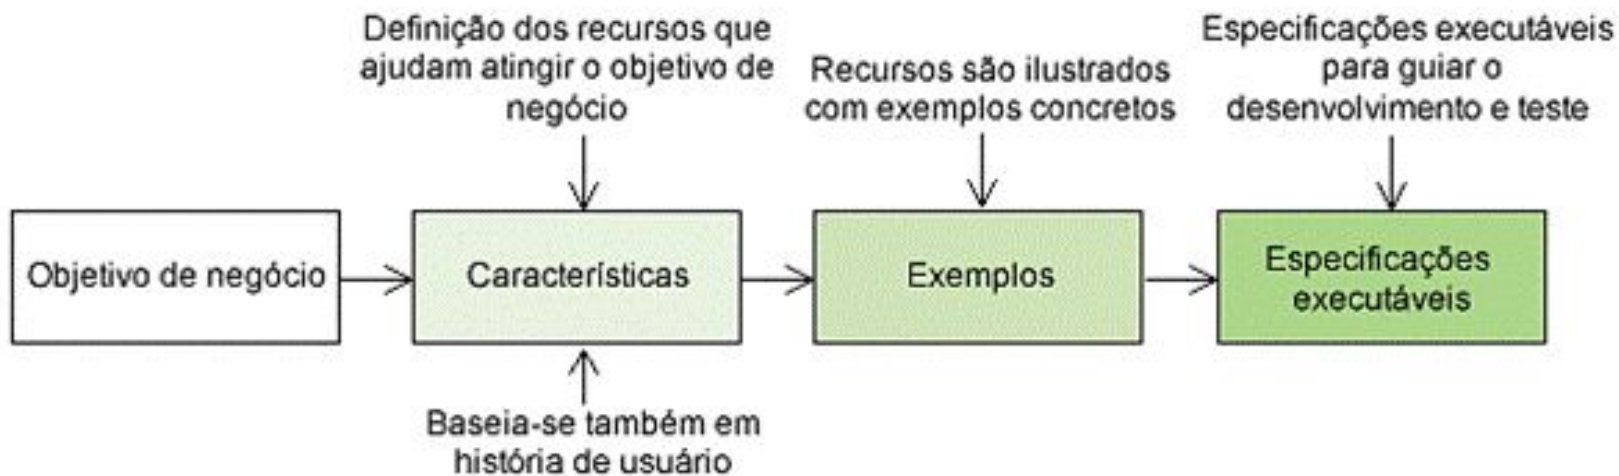 Definição dos recursos que
ajudam atingir o objetivo de
negócio
Recursos são ilustrados
com exemplos concretos
Especificações executáveis
para guiar o
desenvolvimento e teste
Objetivo de negócio
Característícas
Exemplos
Especificações
executáveis
Baseia-se também em
história de usuário